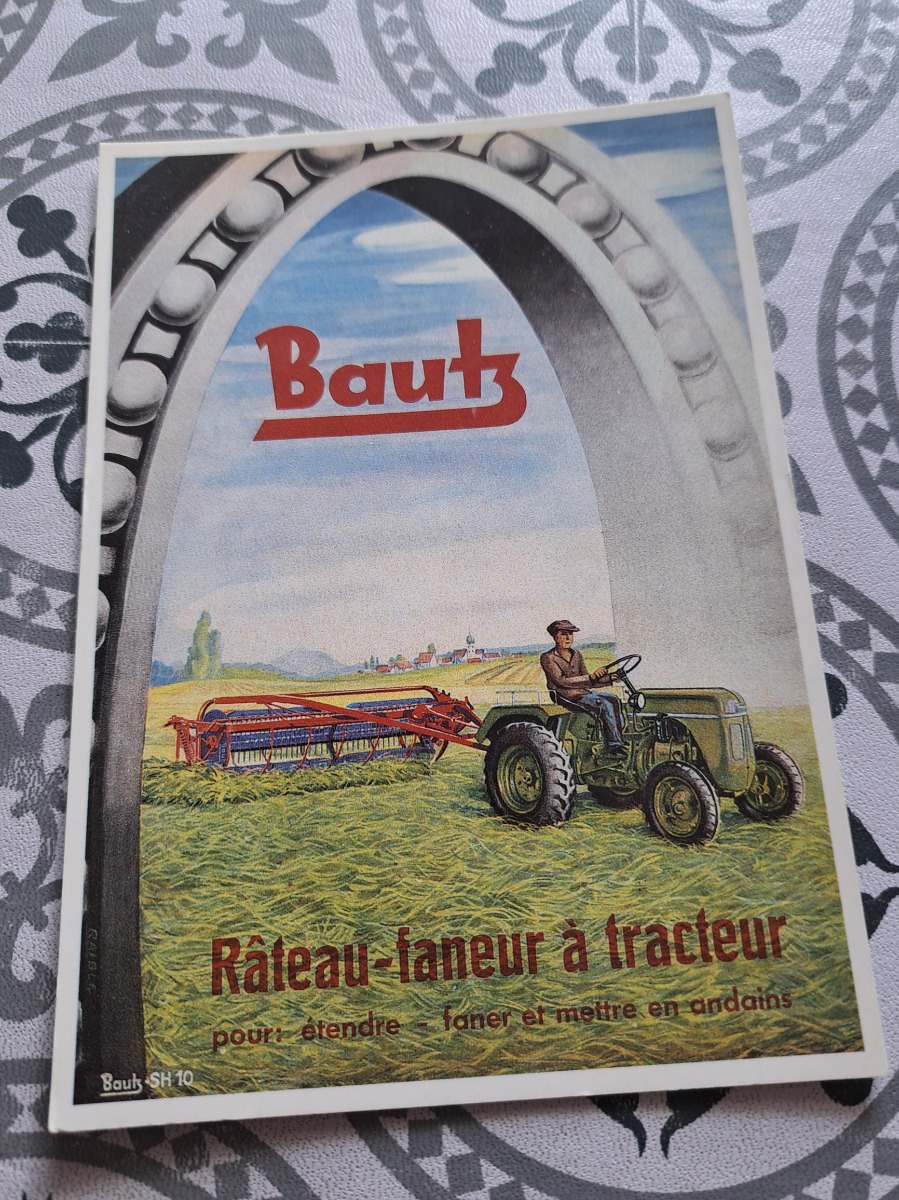 Bautz
Râteau-faneur à tracteur
pour: étendre - faner et mettre en andains
Bautz-SH 10